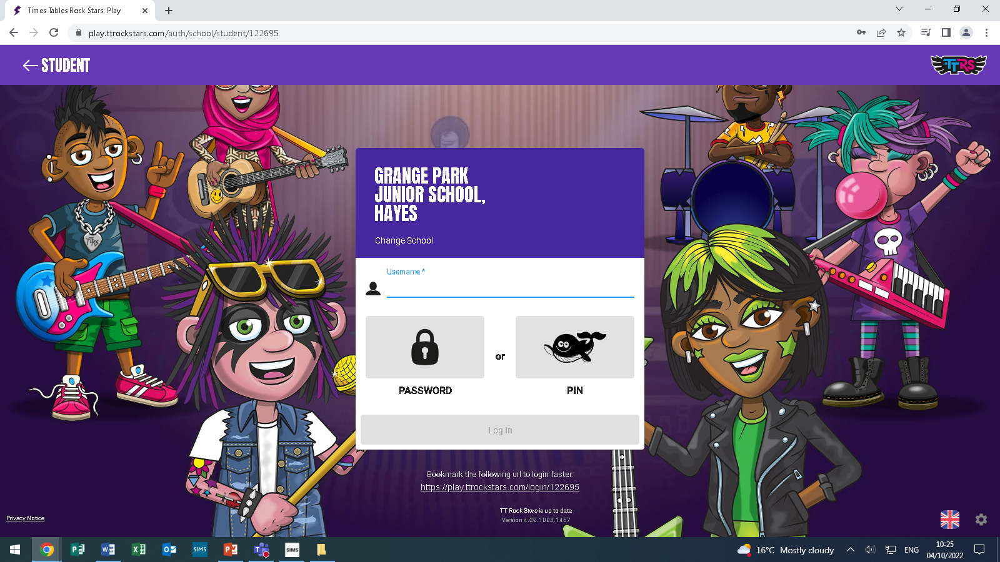 Times Tables Rock Stars: Play
play.ttrockstars.com/auth/school/student/122695
STUDENT
TTRS
TTRS
GRANGE PARK
JUNIOR SCHOOL,
HAYES
Change School
Username *
or
PASSWORD
PIN
Log In
Bookmark the following url to login faster:
https://play.ttrockstars.com/login/122695
TT Rock Stars is up to date
Version 4.22.1003.1457
Privacy Notice
SIMS
SIMS
16°C Mostly cloudy
ENG
10:25
04/10/2022